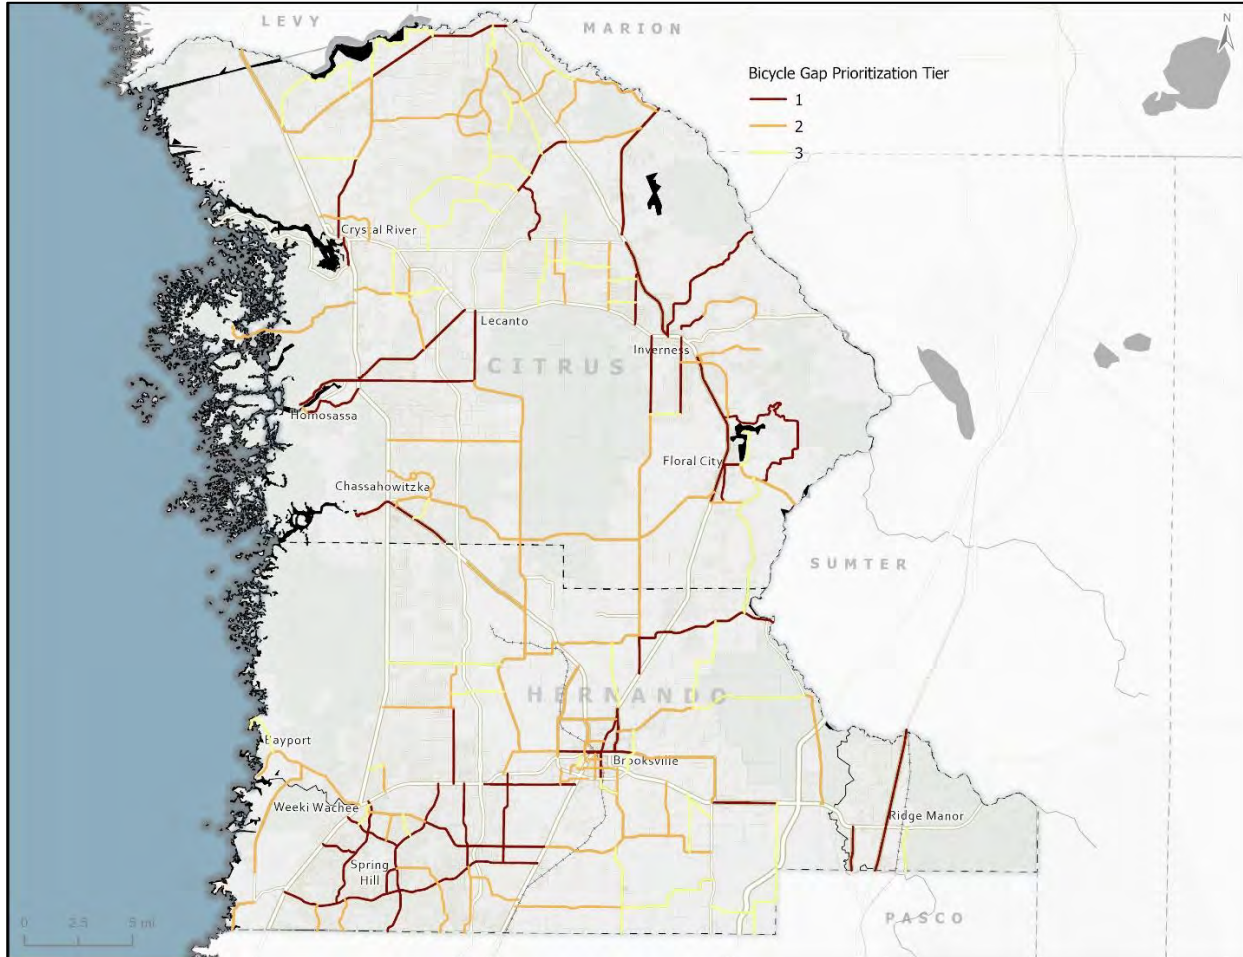 LEVY
MARION
N
Bicycle Gap Prioritization Tier
1
2
3
Crystal River
Lecanto
Inverness
CITRUS
Homosassa
Floral City
Chassahowitzka
SUMTER
HERNANDO
Bayport
Brooksville
Weeki Wachee
Ridge Manor
Spring
Hill
PASCO
0 2.5 5 mi